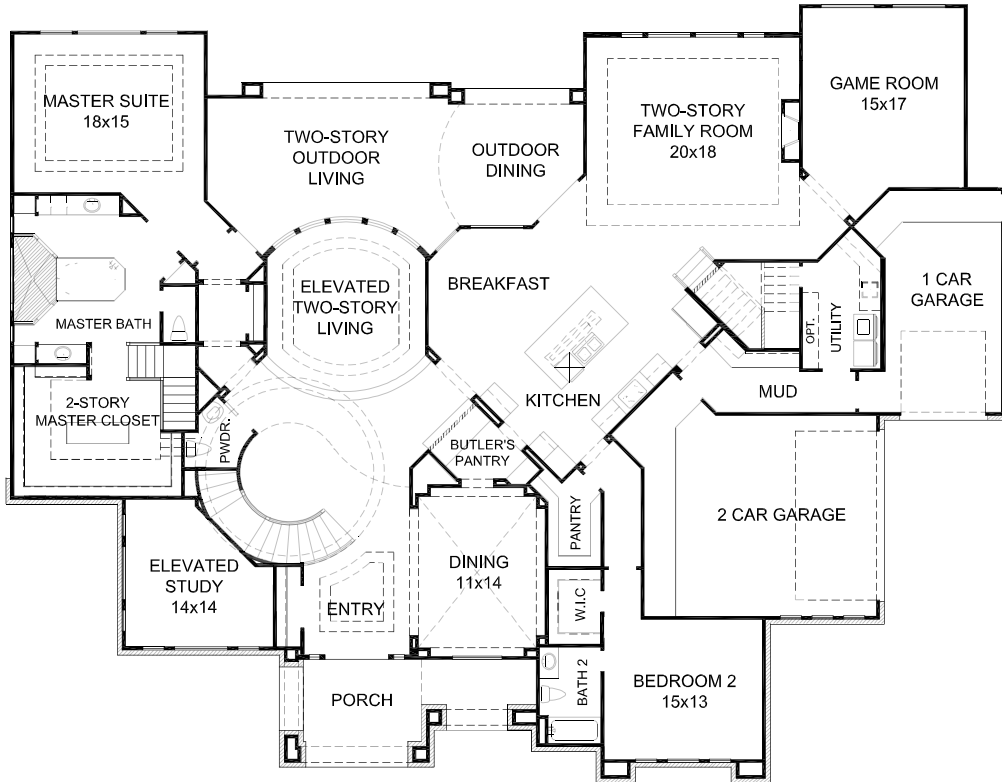 MASTER SUITE
18x15
TWO-STORY
OUTDOOR
LIVING
OUTDOOR
DINING
TWO-STORY
FAMILY ROOM
20x18
GAME ROOM
15x17
ELEVATED
TWO-STORY
LIVING
BREAKFAST
1 CAR
GARAGE
MASTER BATH
OPT.
UTILITY
2-STORY
MASTER CLOSET
KITCHEN
MUD
PWDR.
BUTLER'S
PANTRY
PANTRY
2 CAR GARAGE
ELEVATED
STUDY
14x14
ENTRY
DINING
11x14
W.I.C
PORCH
BATH 2
BEDROOM 2
15x13